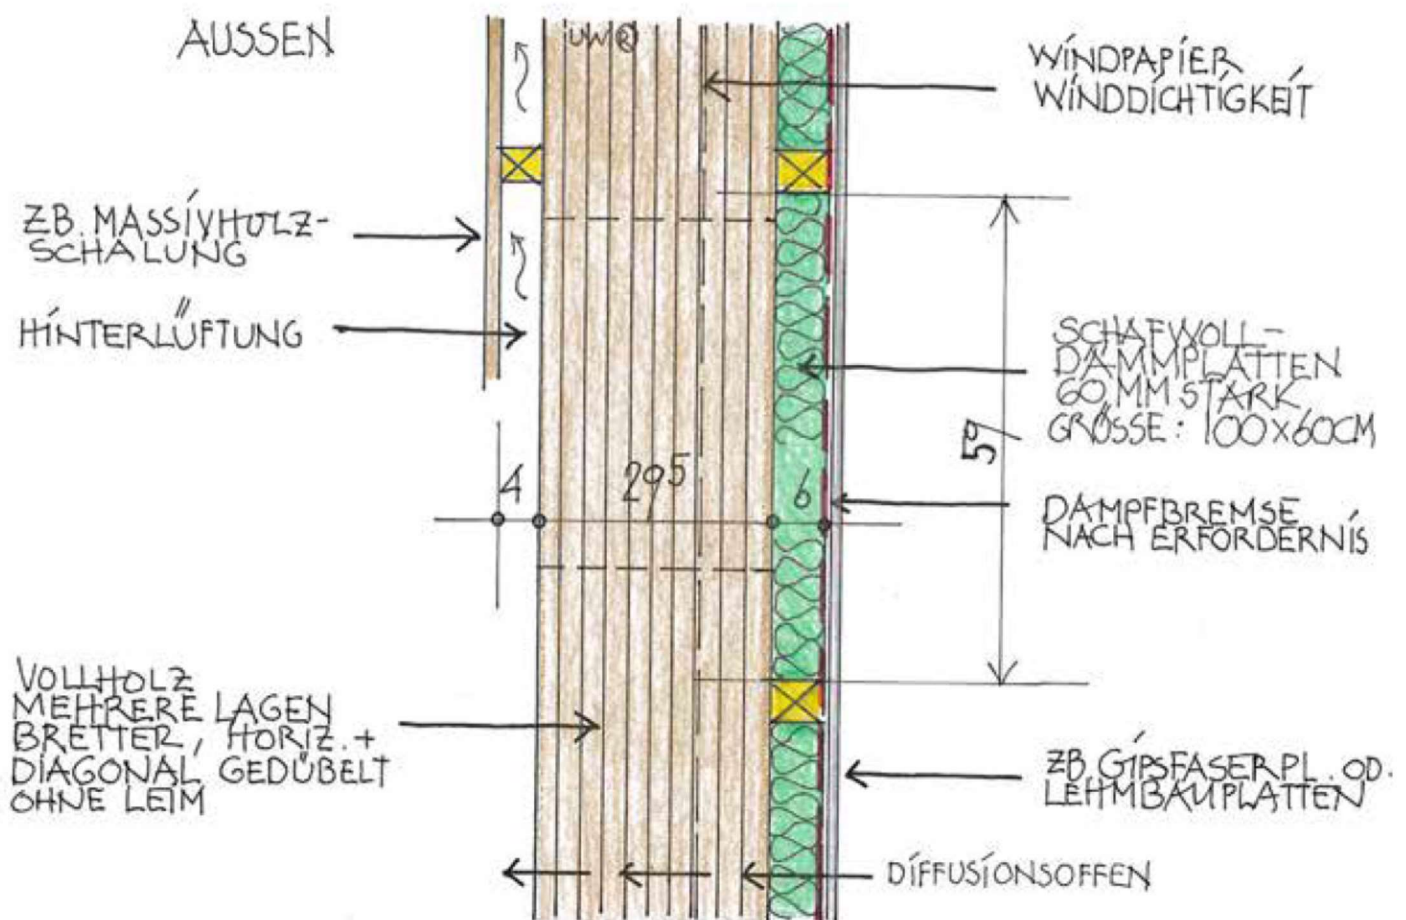 AUSSEN
UW®
WINDPAPIER
WINDDICHTIGKEIT
ZB. MASSIVHOLZ-
SCHALUNG
HINTERLÜFTUNG
SCHAFWOLL-
DÄMMPLATTEN
60 MM STARK
GRÖSSE: 100x60CM
59
4
29⁵
6
DAMPFBREMSE
NACH ERFORDERNIS
VOLLHOLZ
MEHRERE LAGEN
BRETTER, HORIZ. +
DIAGONAL GEDÜBELT
OHNE LEIM
ZB. GIPSFASERPL. OD.
LEHMBAUPLATTEN
DIFFUSIONSOFFEN